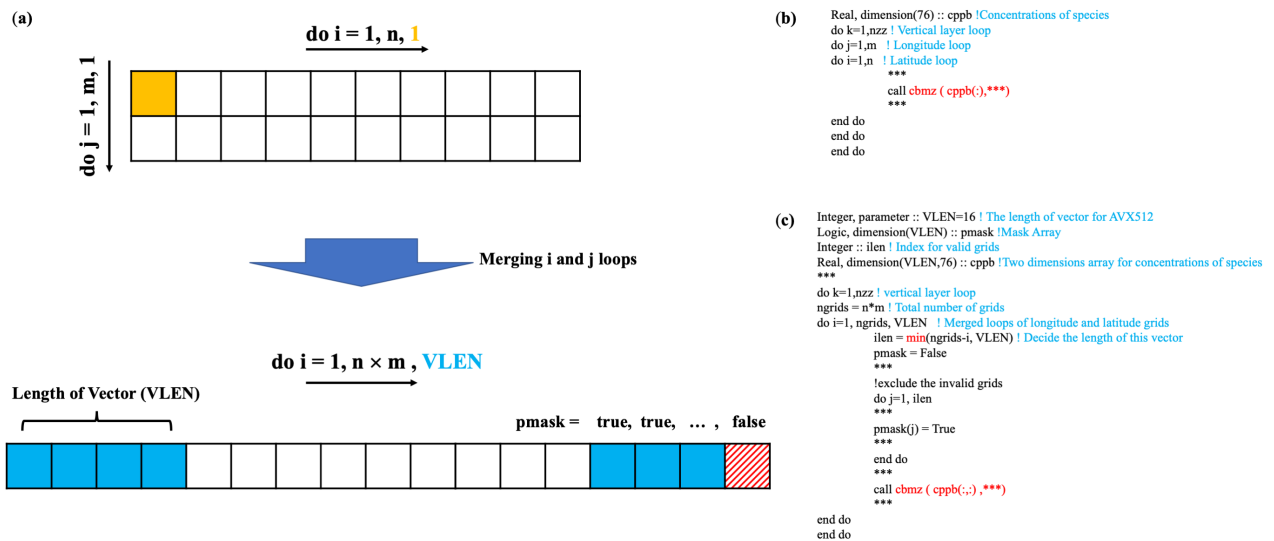 (a)
do i = 1, n, 1
do j = 1, m, 1
Merging i and j loops
do i = 1, n × m , VLEN
Length of Vector (VLEN)
pmask = true, true, … , false
(b)
Real, dimension(76) :: cppb !Concentrations of species
do k=1,nzz ! Vertical layer loop
do j=1,m ! Longitude loop
do i=1,n ! Latitude loop
***
call cbmz ( cppb(:),***)
***
end do
end do
end do
(c)
Integer, parameter :: VLEN=16 ! The length of vector for AVX512
Logic, dimension(VLEN) :: pmask !Mask Array
Integer :: ilen ! Index for valid grids
Real, dimension(VLEN,76) :: cppb !Two dimensions array for concentrations of species
***
do k=1,nzz ! vertical layer loop
ngrids = n*m ! Total number of grids
do i=1, ngrids, VLEN ! Merged loops of longitude and latitude grids
ilen = min(ngrids-i, VLEN) ! Decide the length of this vector
pmask = False
***
!exclude the invalid grids
do j=1, ilen
***
pmask(j) = True
***
end do
***
call cbmz ( cppb(:,:) ,***)
***
end do
end do